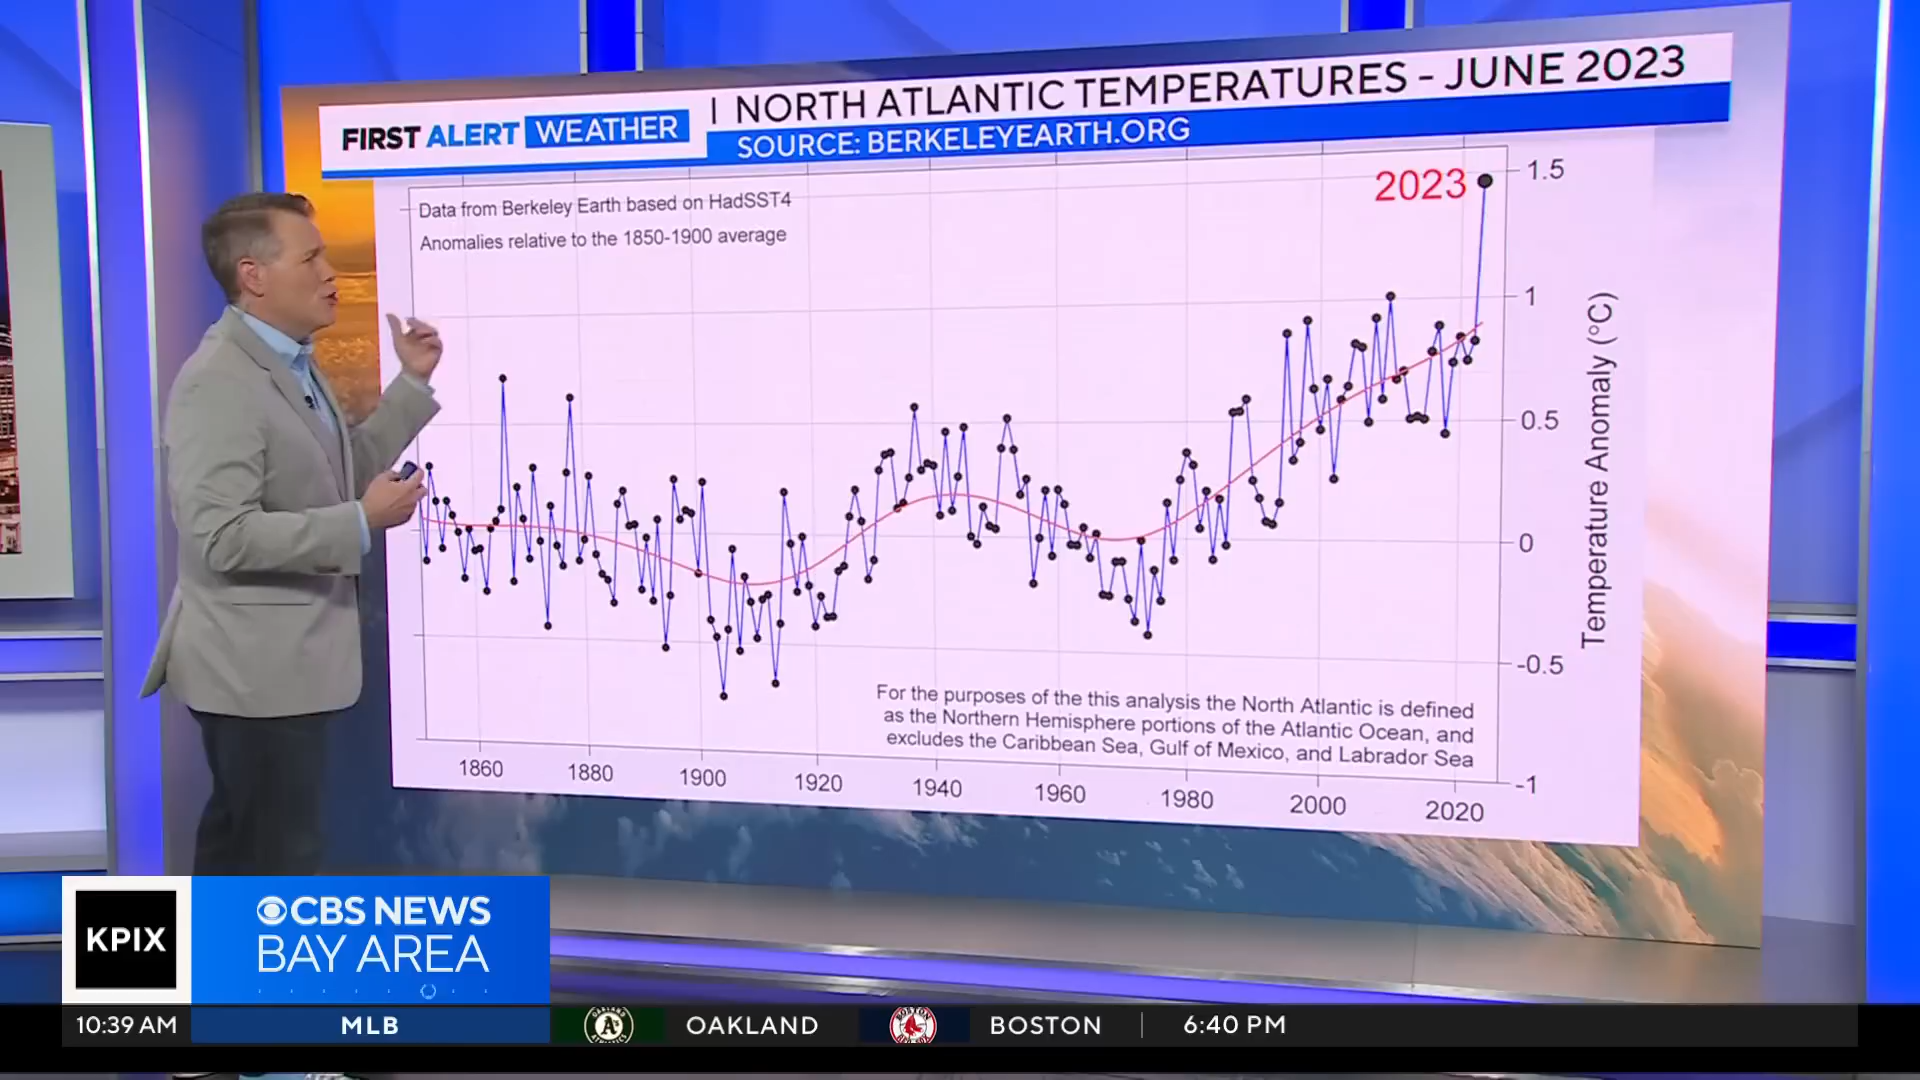 FIRST ALERT WEATHER
| NORTH ATLANTIC TEMPERATURES - JUNE 2023
SOURCE: BERKELEYEARTH.ORG
Data from Berkeley Earth based on HadSST4
Anomalies relative to the 1850-1900 average
2023
1.5
1
0.5
0
-0.5
-1
Temperature Anomaly (°C)
For the purposes of the this analysis the North Atlantic is defined
as the Northern Hemisphere portions of the Atlantic Ocean, and
excludes the Caribbean Sea, Gulf of Mexico, and Labrador Sea
1860 1880 1900 1920 1940 1960 1980 2000 2020
KPIX
CBS NEWS
BAY AREA
10:39 AM MLB A's OAKLAND BOSTON 6:40 PM